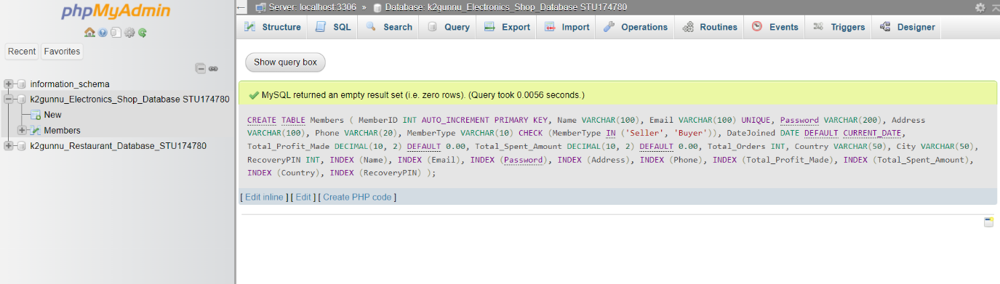 phpMyAdmin
Recent Favorites
information_schema
k2gunnu_Electronics_Shop_Database STU174780
New
Members
k2gunnu_Restaurant_Database_STU174780
Server: localhost:3306 » Database: k2gunnu_Electronics_Shop_Database STU174780
Structure SQL Search Query Export Import Operations Routines Events Triggers Designer
Show query box
MySQL returned an empty result set (i.e. zero rows). (Query took 0.0056 seconds.)
CREATE TABLE Members ( MemberID INT AUTO_INCREMENT PRIMARY KEY, Name VARCHAR(100), Email VARCHAR(100) UNIQUE, Password VARCHAR(200), Address
VARCHAR(100), Phone VARCHAR(20), MemberType VARCHAR(10) CHECK (MemberType IN ('Seller', 'Buyer')), DateJoined DATE DEFAULT CURRENT_DATE,
Total_Profit_Made DECIMAL(10, 2) DEFAULT 0.00, Total_Spent_Amount DECIMAL(10, 2) DEFAULT 0.00, Total_Orders INT, Country VARCHAR(50), City VARCHAR(50),
RecoveryPIN INT, INDEX (Name), INDEX (Email), INDEX (Password), INDEX (Address), INDEX (Phone), INDEX (Total_Profit_Made), INDEX (Total_Spent_Amount),
INDEX (Country), INDEX (RecoveryPIN) );
[ Edit inline ] [ Edit ] [ Create PHP code ]